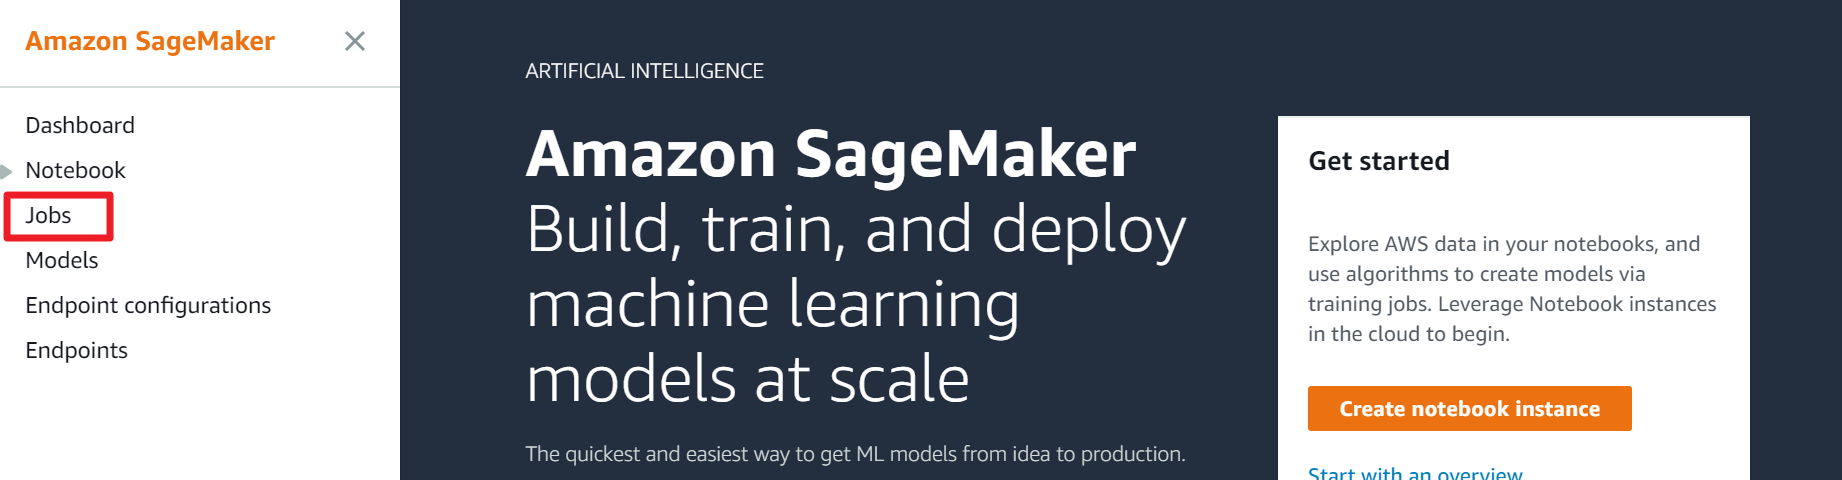 Amazon SageMaker
Dashboard
Notebook
Jobs
Models
Endpoint configurations
Endpoints
ARTIFICIAL INTELLIGENCE
Amazon SageMaker
Build, train, and deploy
machine learning
models at scale
The quickest and easiest way to get ML models from idea to production.
Get started
Explore AWS data in your notebooks, and
use algorithms to create models via
training jobs. Leverage Notebook instances
in the cloud to begin.
Create notebook instance
Start with an overview